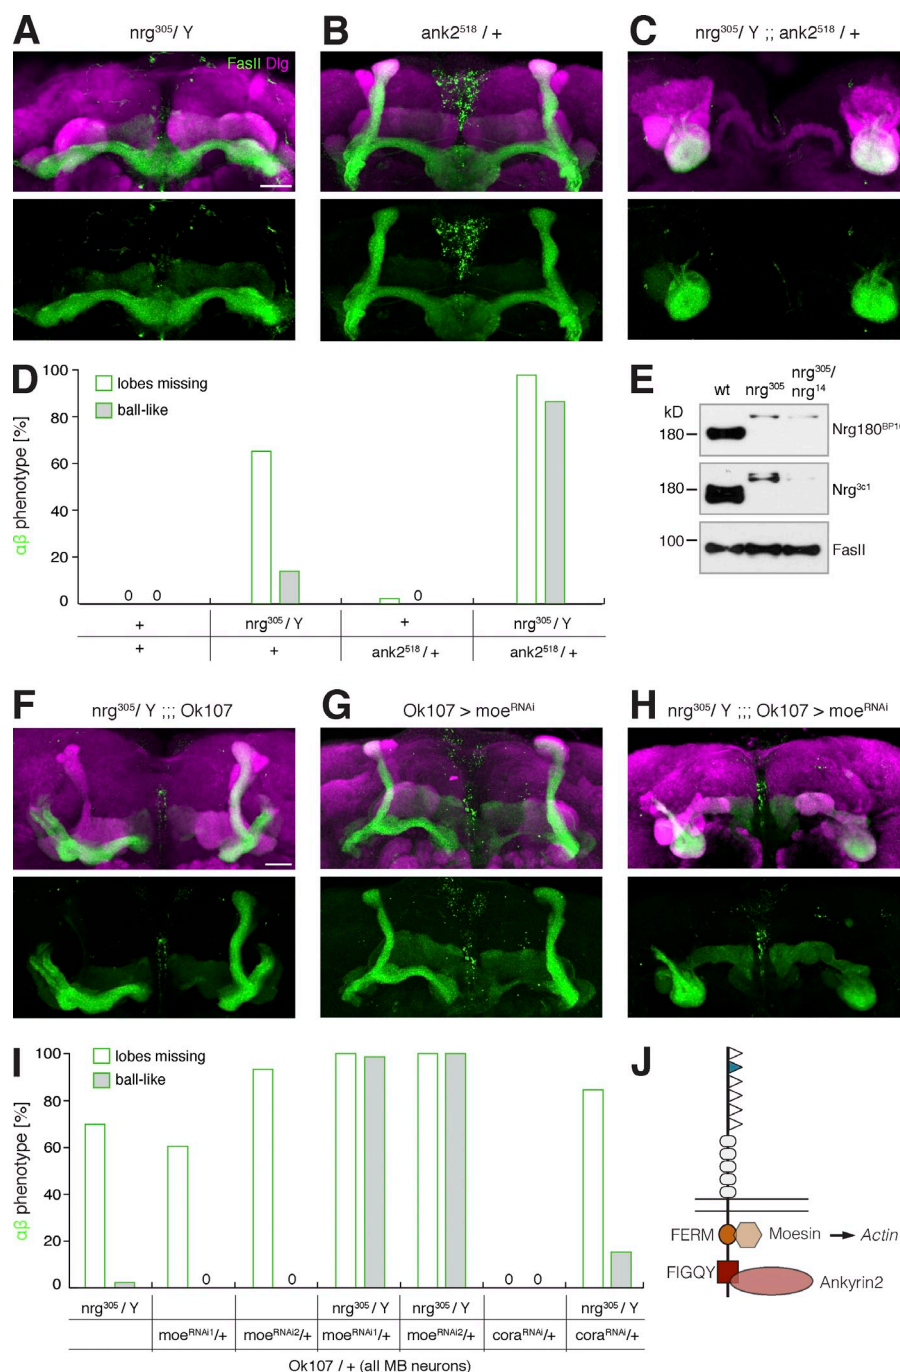 A
nrg³⁰⁵/ Y
FasII Dlg
B
ank2⁵¹⁸ / +
C
nrg³⁰⁵/ Y ;; ank2⁵¹⁸ / +
D
αβ phenotype [%]
100
80
60
40
20
0
lobes missing
ball-like
0 0 0
+ nrg³⁰⁵/ Y + nrg³⁰⁵/ Y
+ + ank2⁵¹⁸/ + ank2⁵¹⁸/ +
E
wt nrg³⁰⁵ nrg³⁰⁵/ nrg¹⁴
kD
180
Nrg180
180
Nrg³ᶜ¹
100
FasII
F
nrg³⁰⁵/ Y ;;; Ok107
G
Ok107 > moeᴿᴺᴬⁱ
H
nrg³⁰⁵/ Y ;;; Ok107 > moeᴿᴺᴬⁱ
I
αβ phenotype [%]
100
80
60
40
20
0
lobes missing
ball-like
0 0 0 0
nrg³⁰⁵/ Y nrg³⁰⁵/ Y nrg³⁰⁵/ Y nrg³⁰⁵/ Y
moeᴿᴺᴬⁱ¹/+ moeᴿᴺᴬⁱ²/+ moeᴿᴺᴬⁱ¹/+ moeᴿᴺᴬⁱ²/+ coraᴿᴺᴬⁱ/+ coraᴿᴺᴬⁱ/+
Ok107 / + (all MB neurons)
J
FERM
Moesin
Actin
FIGQY
Ankyrin2